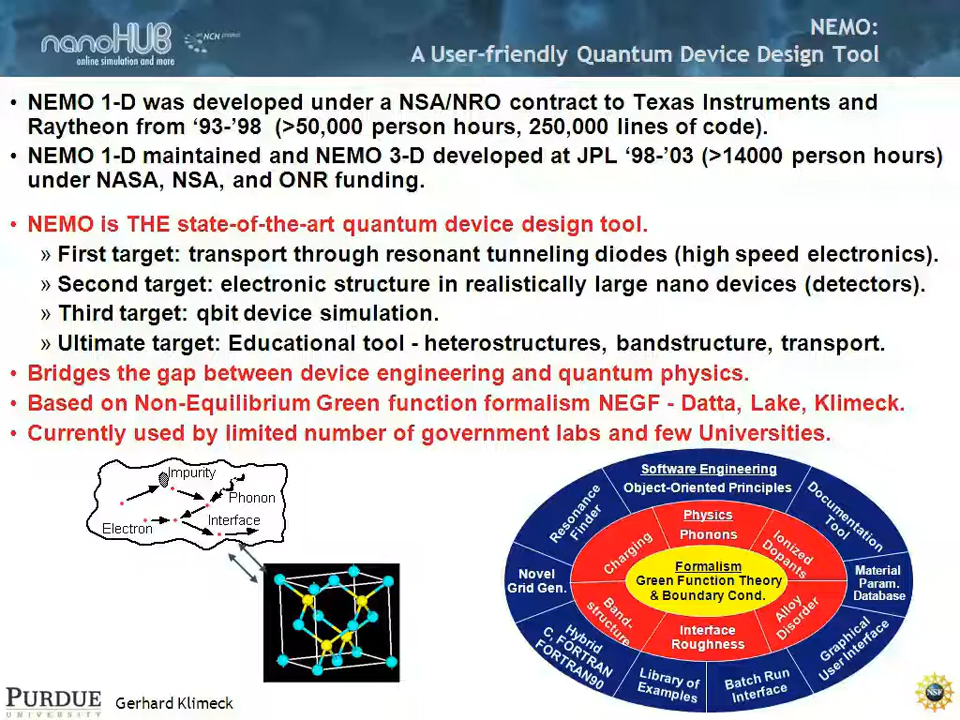 nanoHUB
an NCN project
online simulation and more
NEMO:
A User-friendly Quantum Device Design Tool
• NEMO 1-D was developed under a NSA/NRO contract to Texas Instruments and
Raytheon from ‘93-’98 (>50,000 person hours, 250,000 lines of code).
• NEMO 1-D maintained and NEMO 3-D developed at JPL ‘98-’03 (>14000 person hours)
under NASA, NSA, and ONR funding.
• NEMO is THE state-of-the-art quantum device design tool.
» First target: transport through resonant tunneling diodes (high speed electronics).
» Second target: electronic structure in realistically large nano devices (detectors).
» Third target: qbit device simulation.
» Ultimate target: Educational tool - heterostructures, bandstructure, transport.
• Bridges the gap between device engineering and quantum physics.
• Based on Non-Equilibrium Green function formalism NEGF - Datta, Lake, Klimeck.
• Currently used by limited number of government labs and few Universities.
Impurity
Phonon
Electron
Interface
Software Engineering
Object-Oriented Principles
Resonance
Finder
Documentation
Tool
Physics
Phonons
Charging
Ionized
Dopants
Novel
Grid Gen.
Formalism
Green Function Theory
& Boundary Cond.
Material
Param.
Database
Band-
structure
Interface
Roughness
Alloy
Disorder
Hybrid
C, FORTRAN
FORTRAN90
Library of
Examples
Batch Run
Interface
Graphical
User Interface
PURDUE
UNIVERSITY
Gerhard Klimeck
NSF